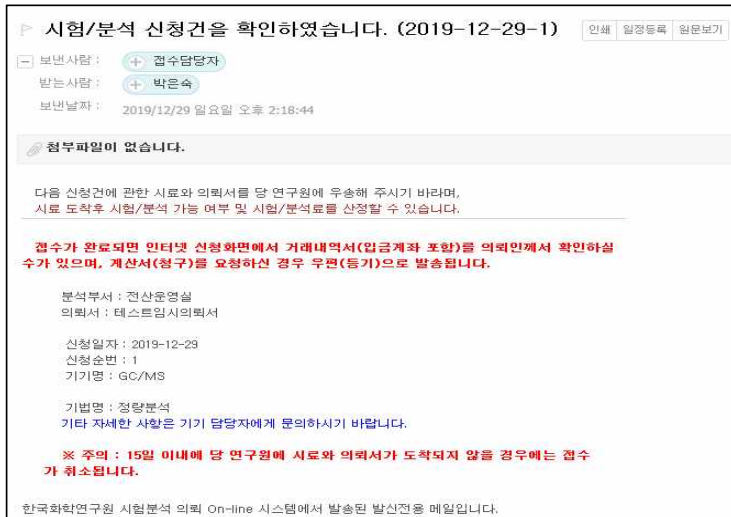 시험/분석 신청건을 확인하였습니다. (2019-12-29-1)
인쇄 일정등록 원문보기
보낸사람 : 접수담당자
받는사람 : 박은숙
보낸날짜 : 2019/12/29 일요일 오후 2:18:44
첨부파일이 없습니다.
다음 신청건에 관한 시료와 의뢰서를 당 연구원에 우송해 주시기 바라며,
시료 도착후 시험/분석 가능 여부 및 시험/분석료를 산정할 수 있습니다.
접수가 완료되면 인터넷 신청화면에서 거래내역서(입금계좌 포함)를 의뢰인께서 확인하실
수가 있으며, 계산서(청구)를 요청하신 경우 우편(등기)으로 발송됩니다.
분석부서 : 전산운영실
의뢰서 : 테스트임시의뢰서
신청일자 : 2019-12-29
신청순번 : 1
기기명 : GC/MS
기법명 : 정량분석
기타 자세한 사항은 기기 담당자에게 문의하시기 바랍니다.
※ 주의 : 15일 이내에 당 연구원에 시료와 의뢰서가 도착되지 않을 경우에는 접수
가 취소됩니다.
한국화학연구원 시험분석 의뢰 On-line 시스템에서 발송된 발신전용 메일입니다.